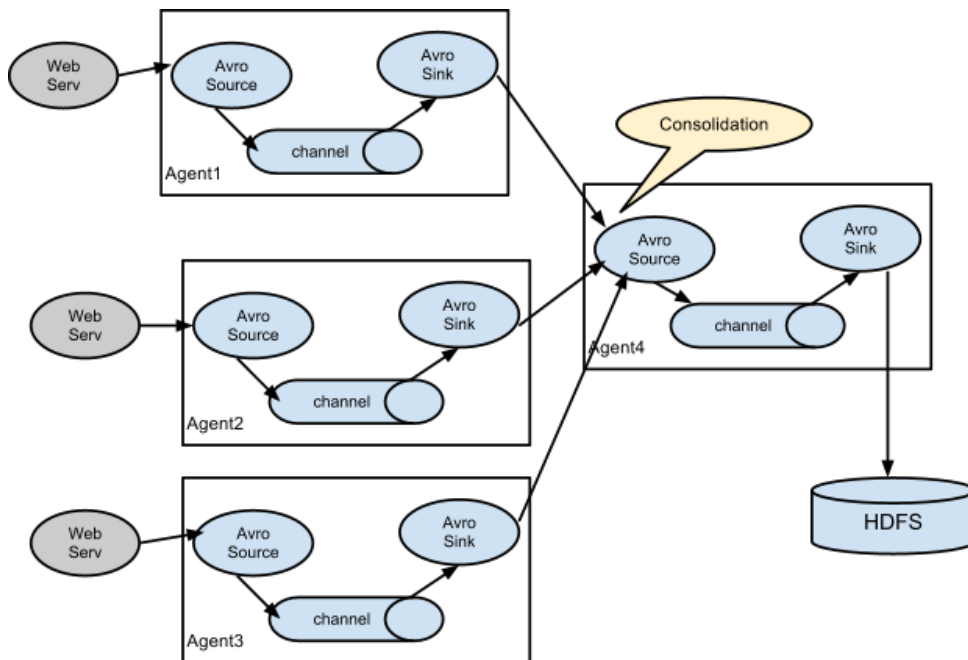 Web
Serv
Avro
Source
Avro
Sink
channel
Agent1
Consolidation
Web
Serv
Avro
Source
Avro
Sink
channel
Agent2
Avro
Source
Avro
Sink
channel
Agent4
Web
Serv
Avro
Source
Avro
Sink
channel
Agent3
HDFS